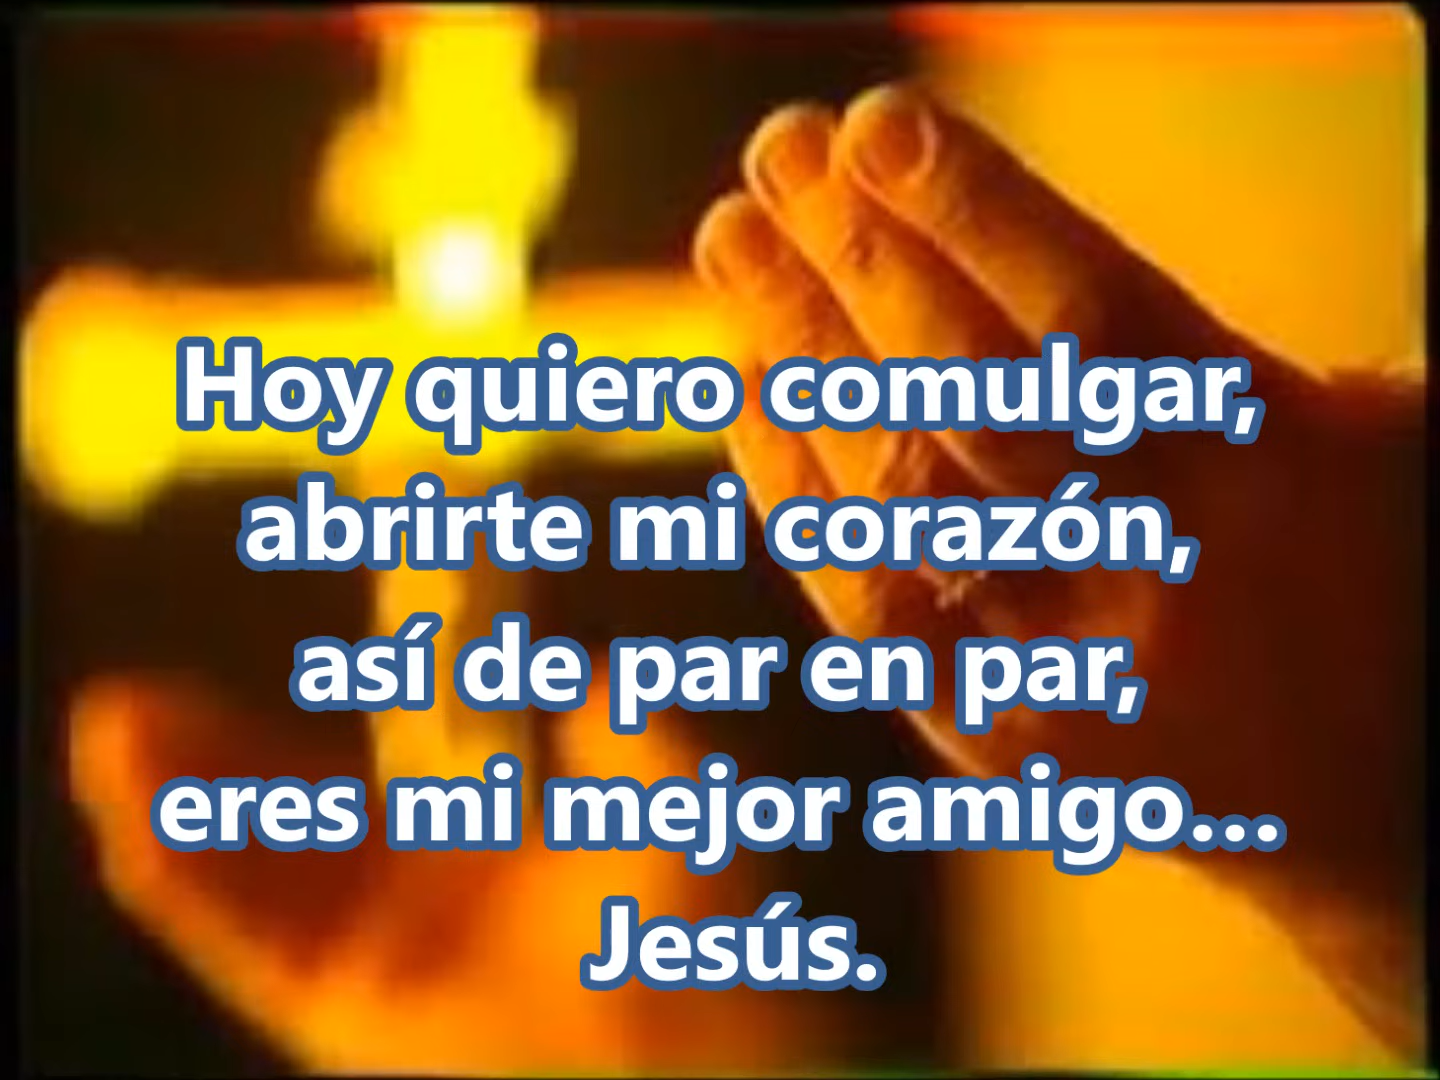 Hoy quiero comulgar,
abrirte mi corazón,
así de par en par,
eres mi mejor amigo...
Jesús.